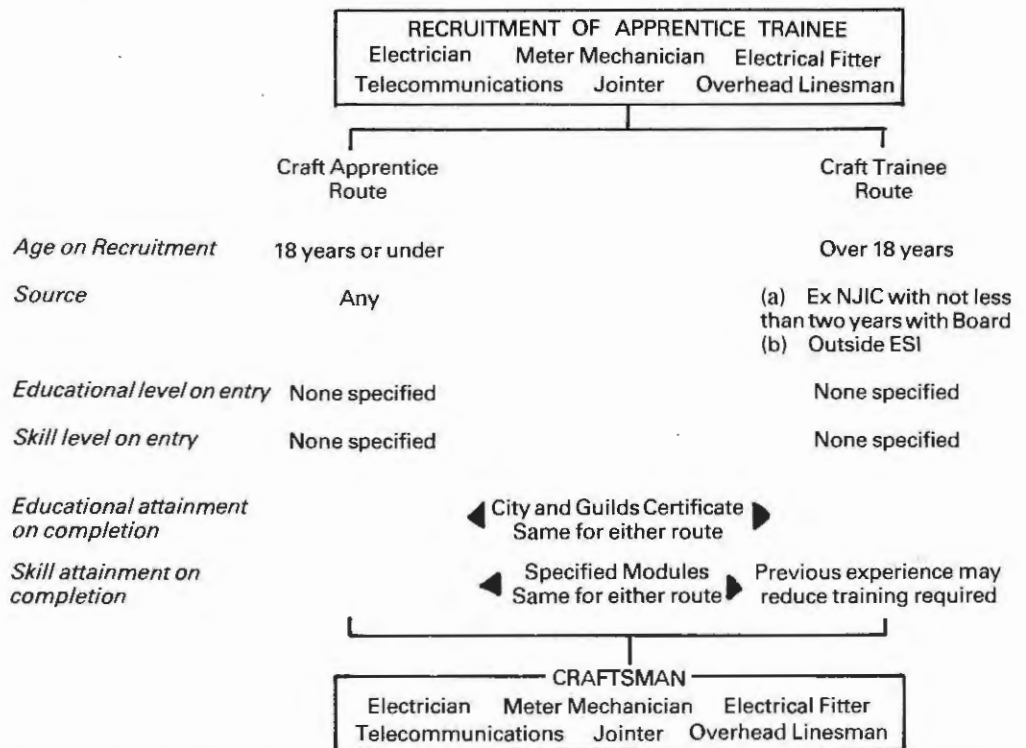 RECRUITMENT OF APPRENTICE TRAINEE
Electrician Meter Mechanician Electrical Fitter
Telecommunications Jointer Overhead Linesman
Craft Apprentice Route
Craft Trainee Route
Age on Recruitment 18 years or under Over 18 years
Source Any (a) Ex NJIC with not less
than two years with Board
(b) Outside ESI
Educational level on entry None specified None specified
Skill level on entry None specified None specified
Educational attainment on completion City and Guilds Certificate
Same for either route
Skill attainment on completion Specified Modules
Same for either route
Previous experience may
reduce training required
CRAFTSMAN
Electrician Meter Mechanician Electrical Fitter
Telecommunications Jointer Overhead Linesman